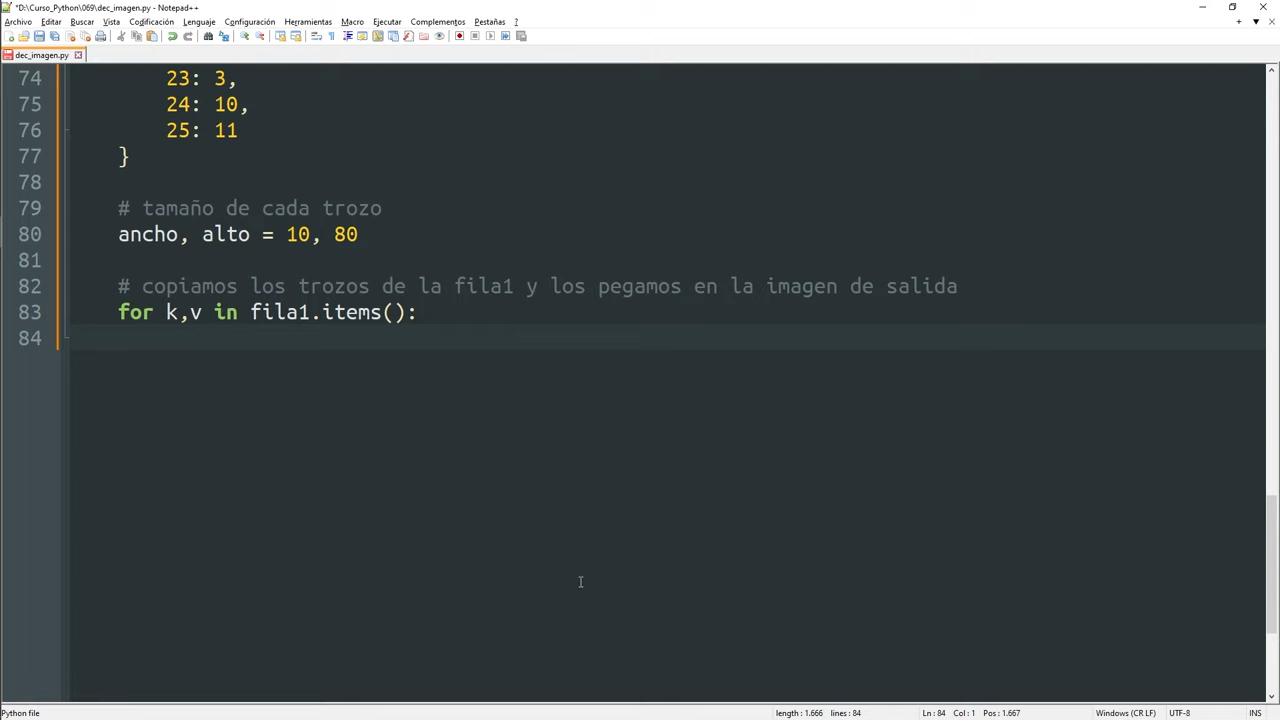 *D:\Curso_Python\069\dec_imagen.py - Notepad++
Archivo Editar Buscar Vista Codificación Lenguaje Configuración Herramientas Macro Ejecutar Complementos Pestañas ?
dec_imagen.py
74 23: 3,
75 24: 10,
76 25: 11
77 }
78
79 # tamaño de cada trozo
80 ancho, alto = 10, 80
81
82 # copiamos los trozos de la fila1 y los pegamos en la imagen de salida
83 for k,v in fila1.items():
84
Python file length : 1.666 lines : 84 Ln : 84 Col : 1 Pos : 1.667 Windows (CR LF) UTF-8 INS